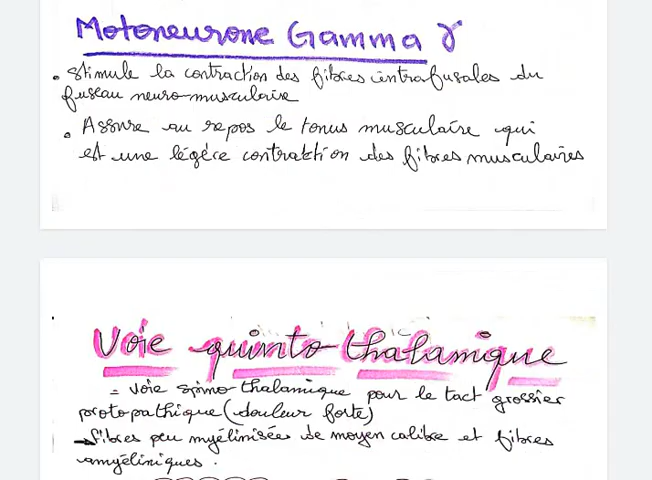 Motoneurone Gamma γ
• Stimule la contraction des fibres intrafusales du
fuseau neuro-musculaire
• Assure au repos le tonus musculaire qui
est une légère contraktion des fibres musculaires
Voie quinto-thalamique
= voie spino-thalamique pour le tact grossier
protopathique (douleur forte)
→ fibres peu myélinisées de moyen calibre et fibres
amyéliniques.